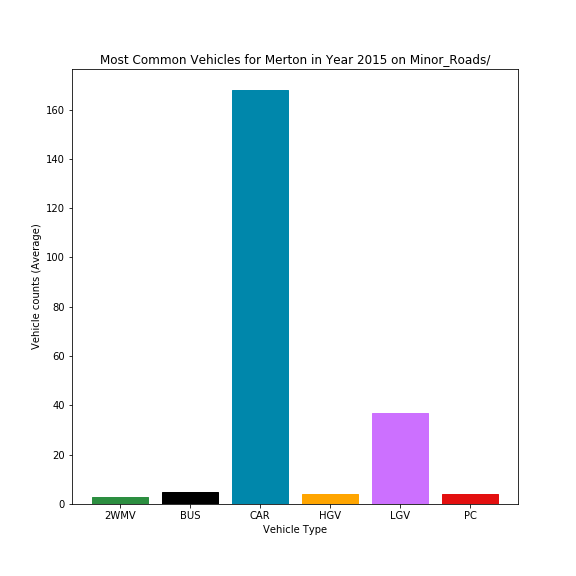 Most Common Vehicles for Merton in Year 2015 on Minor_Roads/
Vehicle counts (Average)
160
140
120
100
80
60
40
20
0
2WMV BUS CAR HGV LGV PC
Vehicle Type